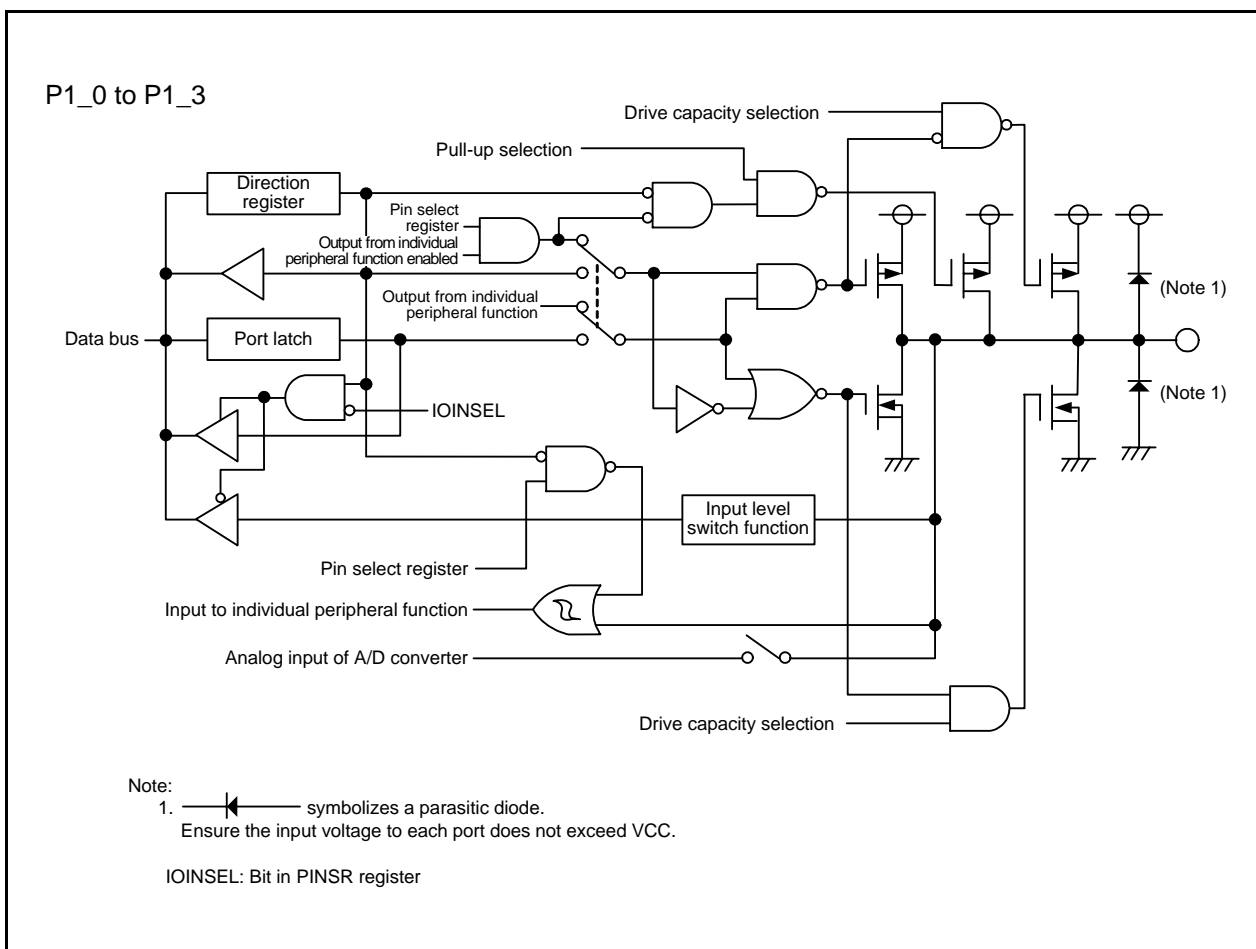 P1_0 to P1_3
Drive capacity selection
Pull-up selection
Direction
register
Pin select
register
Output from individual
peripheral function enabled
Output from individual
peripheral function
(Note 1)
Data bus
Port latch
(Note 1)
IOINSEL
Input level
switch function
Pin select register
Input to individual peripheral function
Analog input of A/D converter
Drive capacity selection
Note:
1. symbolizes a parasitic diode.
Ensure the input voltage to each port does not exceed VCC.
IOINSEL: Bit in PINSR register